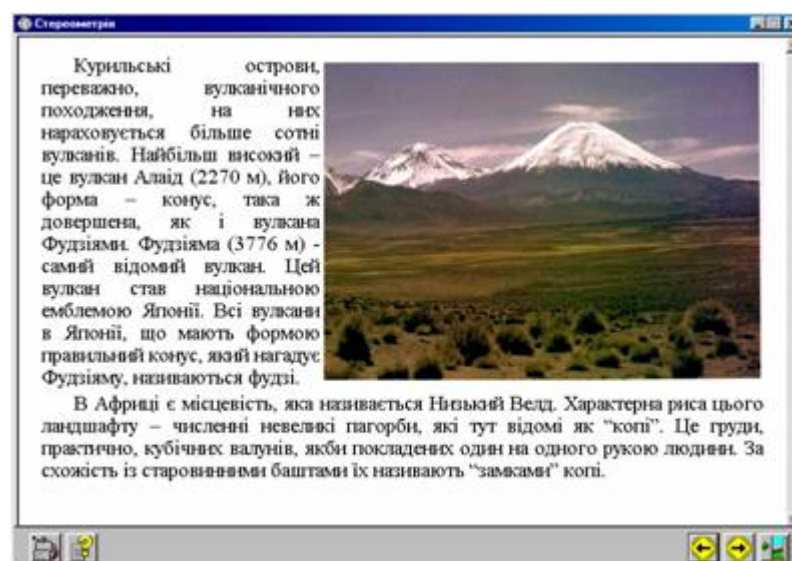 Стереометрія
Курильські острови,
переважно, вулканічного
походження, на них
нараховується більше сотні
вулканів. Найбільш високий –
це вулкан Алаід (2270 м), його
форма – конус, така ж
довершена, як і вулкана
Фудзіями. Фудзіяма (3776 м) -
самий відомий вулкан. Цей
вулкан став національною
емблемою Японії. Всі вулкани
в Японії, що мають формою
правильний конус, який нагадує
Фудзіяму, називаються фудзі.
В Африці є місцевість, яка називається Низький Велд. Характерна риса цього
ландшафту – численні невеликі пагорби, які тут відомі як “копі”. Це груди,
практично, кубічних валунів, якби покладених один на одного рукою людини. За
схожість із старовинними баштами їх називають “замками” копі.